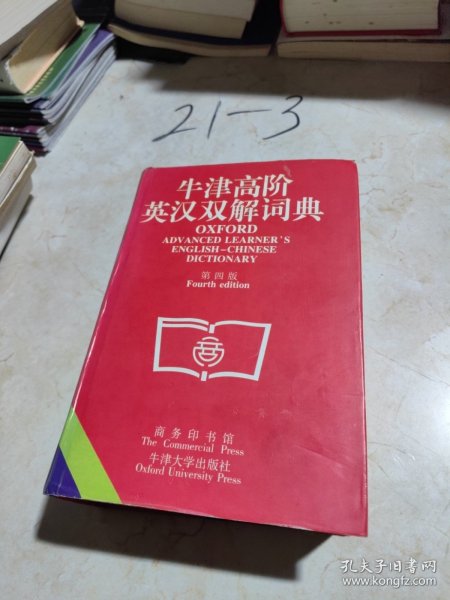 21-3
牛津高阶
英汉双解词典
OXFORD
ADVANCED LEARNER'S
ENGLISH-CHINESE
DICTIONARY
第四版
Fourth edition
商
商务印书馆
The Commercial Press
牛津大学出版社
Oxford University Press
孔夫子旧书网
www.kongfz.com